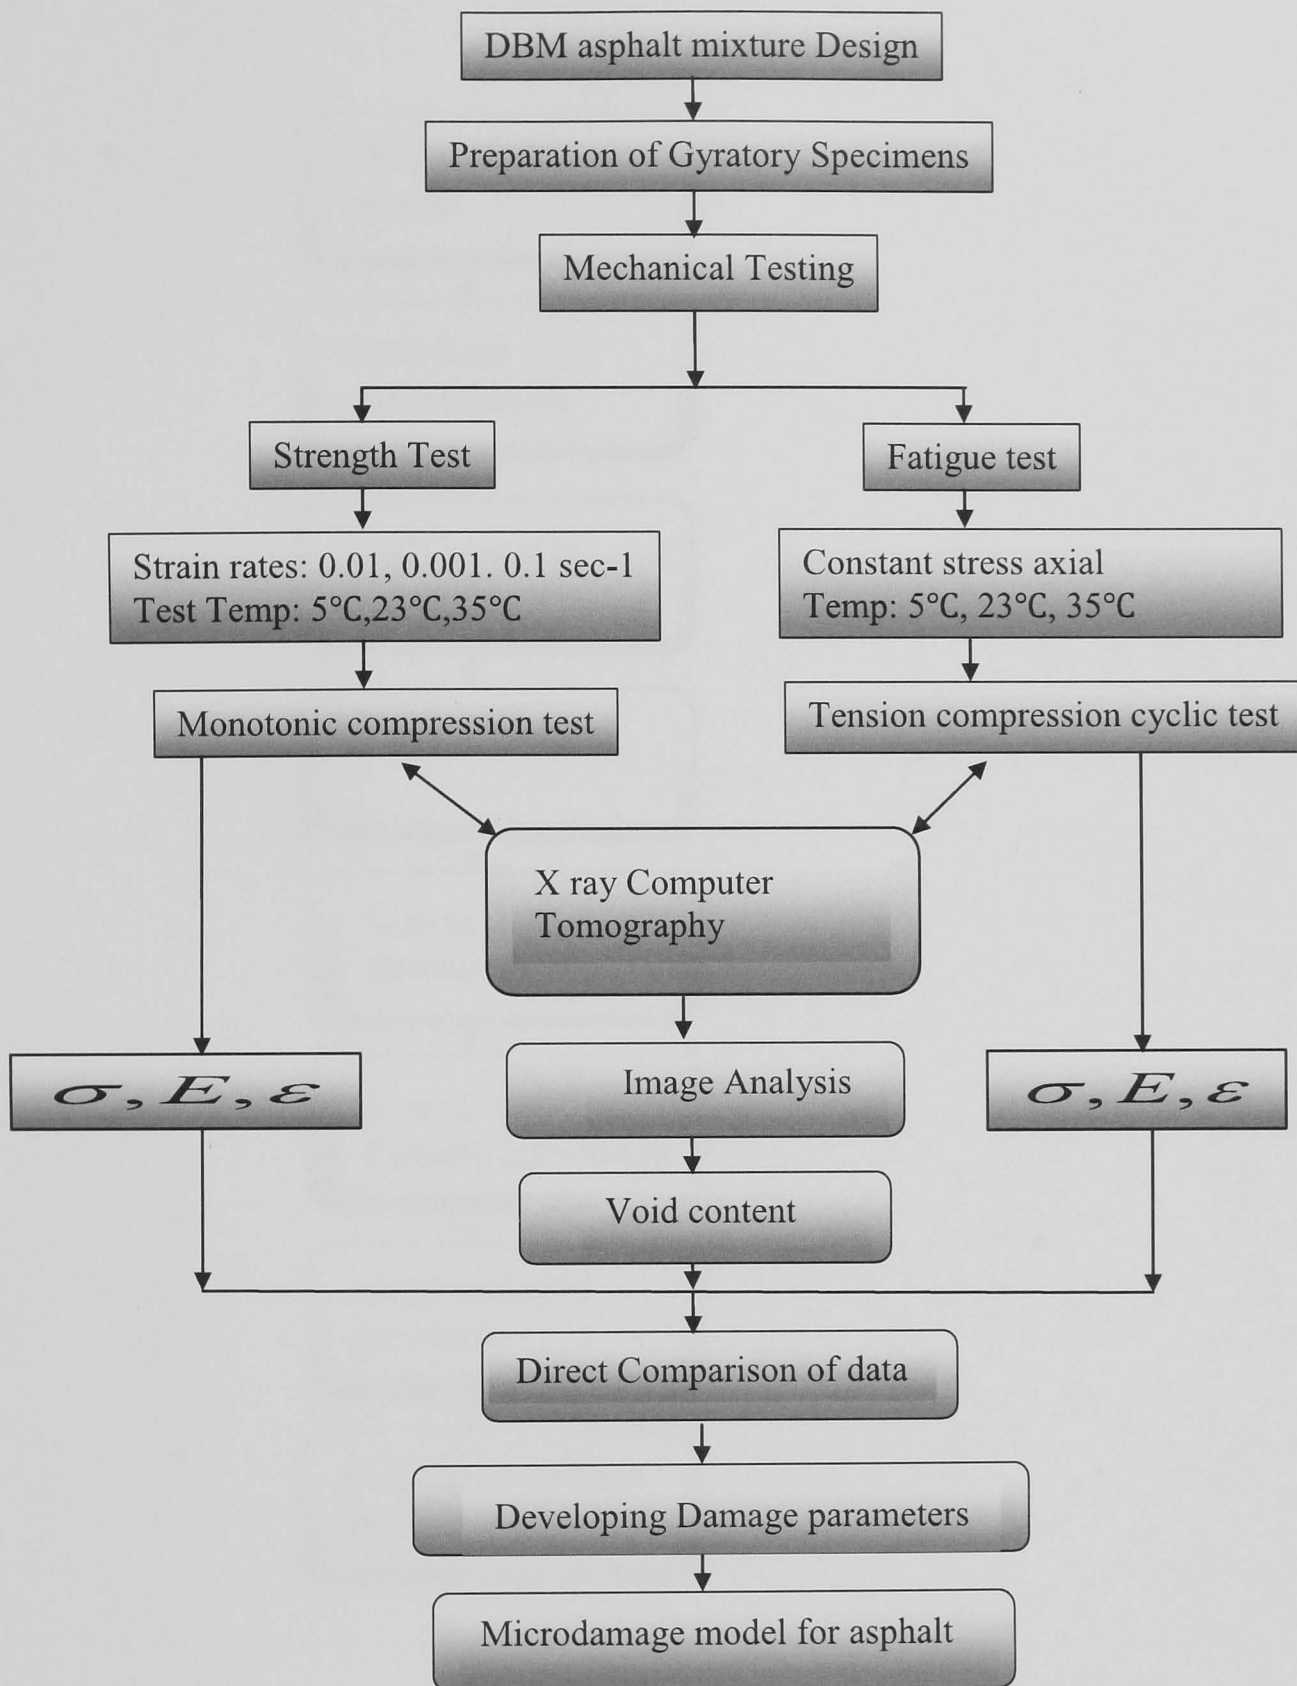 DBM asphalt mixture Design
Preparation of Gyratory Specimens
Mechanical Testing
Strength Test
Fatigue test
Strain rates: 0.01, 0.001. 0.1 sec-1
Test Temp: 5°C,23°C,35°C
Constant stress axial
Temp: 5°C, 23°C, 35°C
Monotonic compression test
Tension compression cyclic test
X ray Computer
Tomography
σ, E, ε
Image Analysis
σ, E, ε
Void content
Direct Comparison of data
Developing Damage parameters
Microdamage model for asphalt